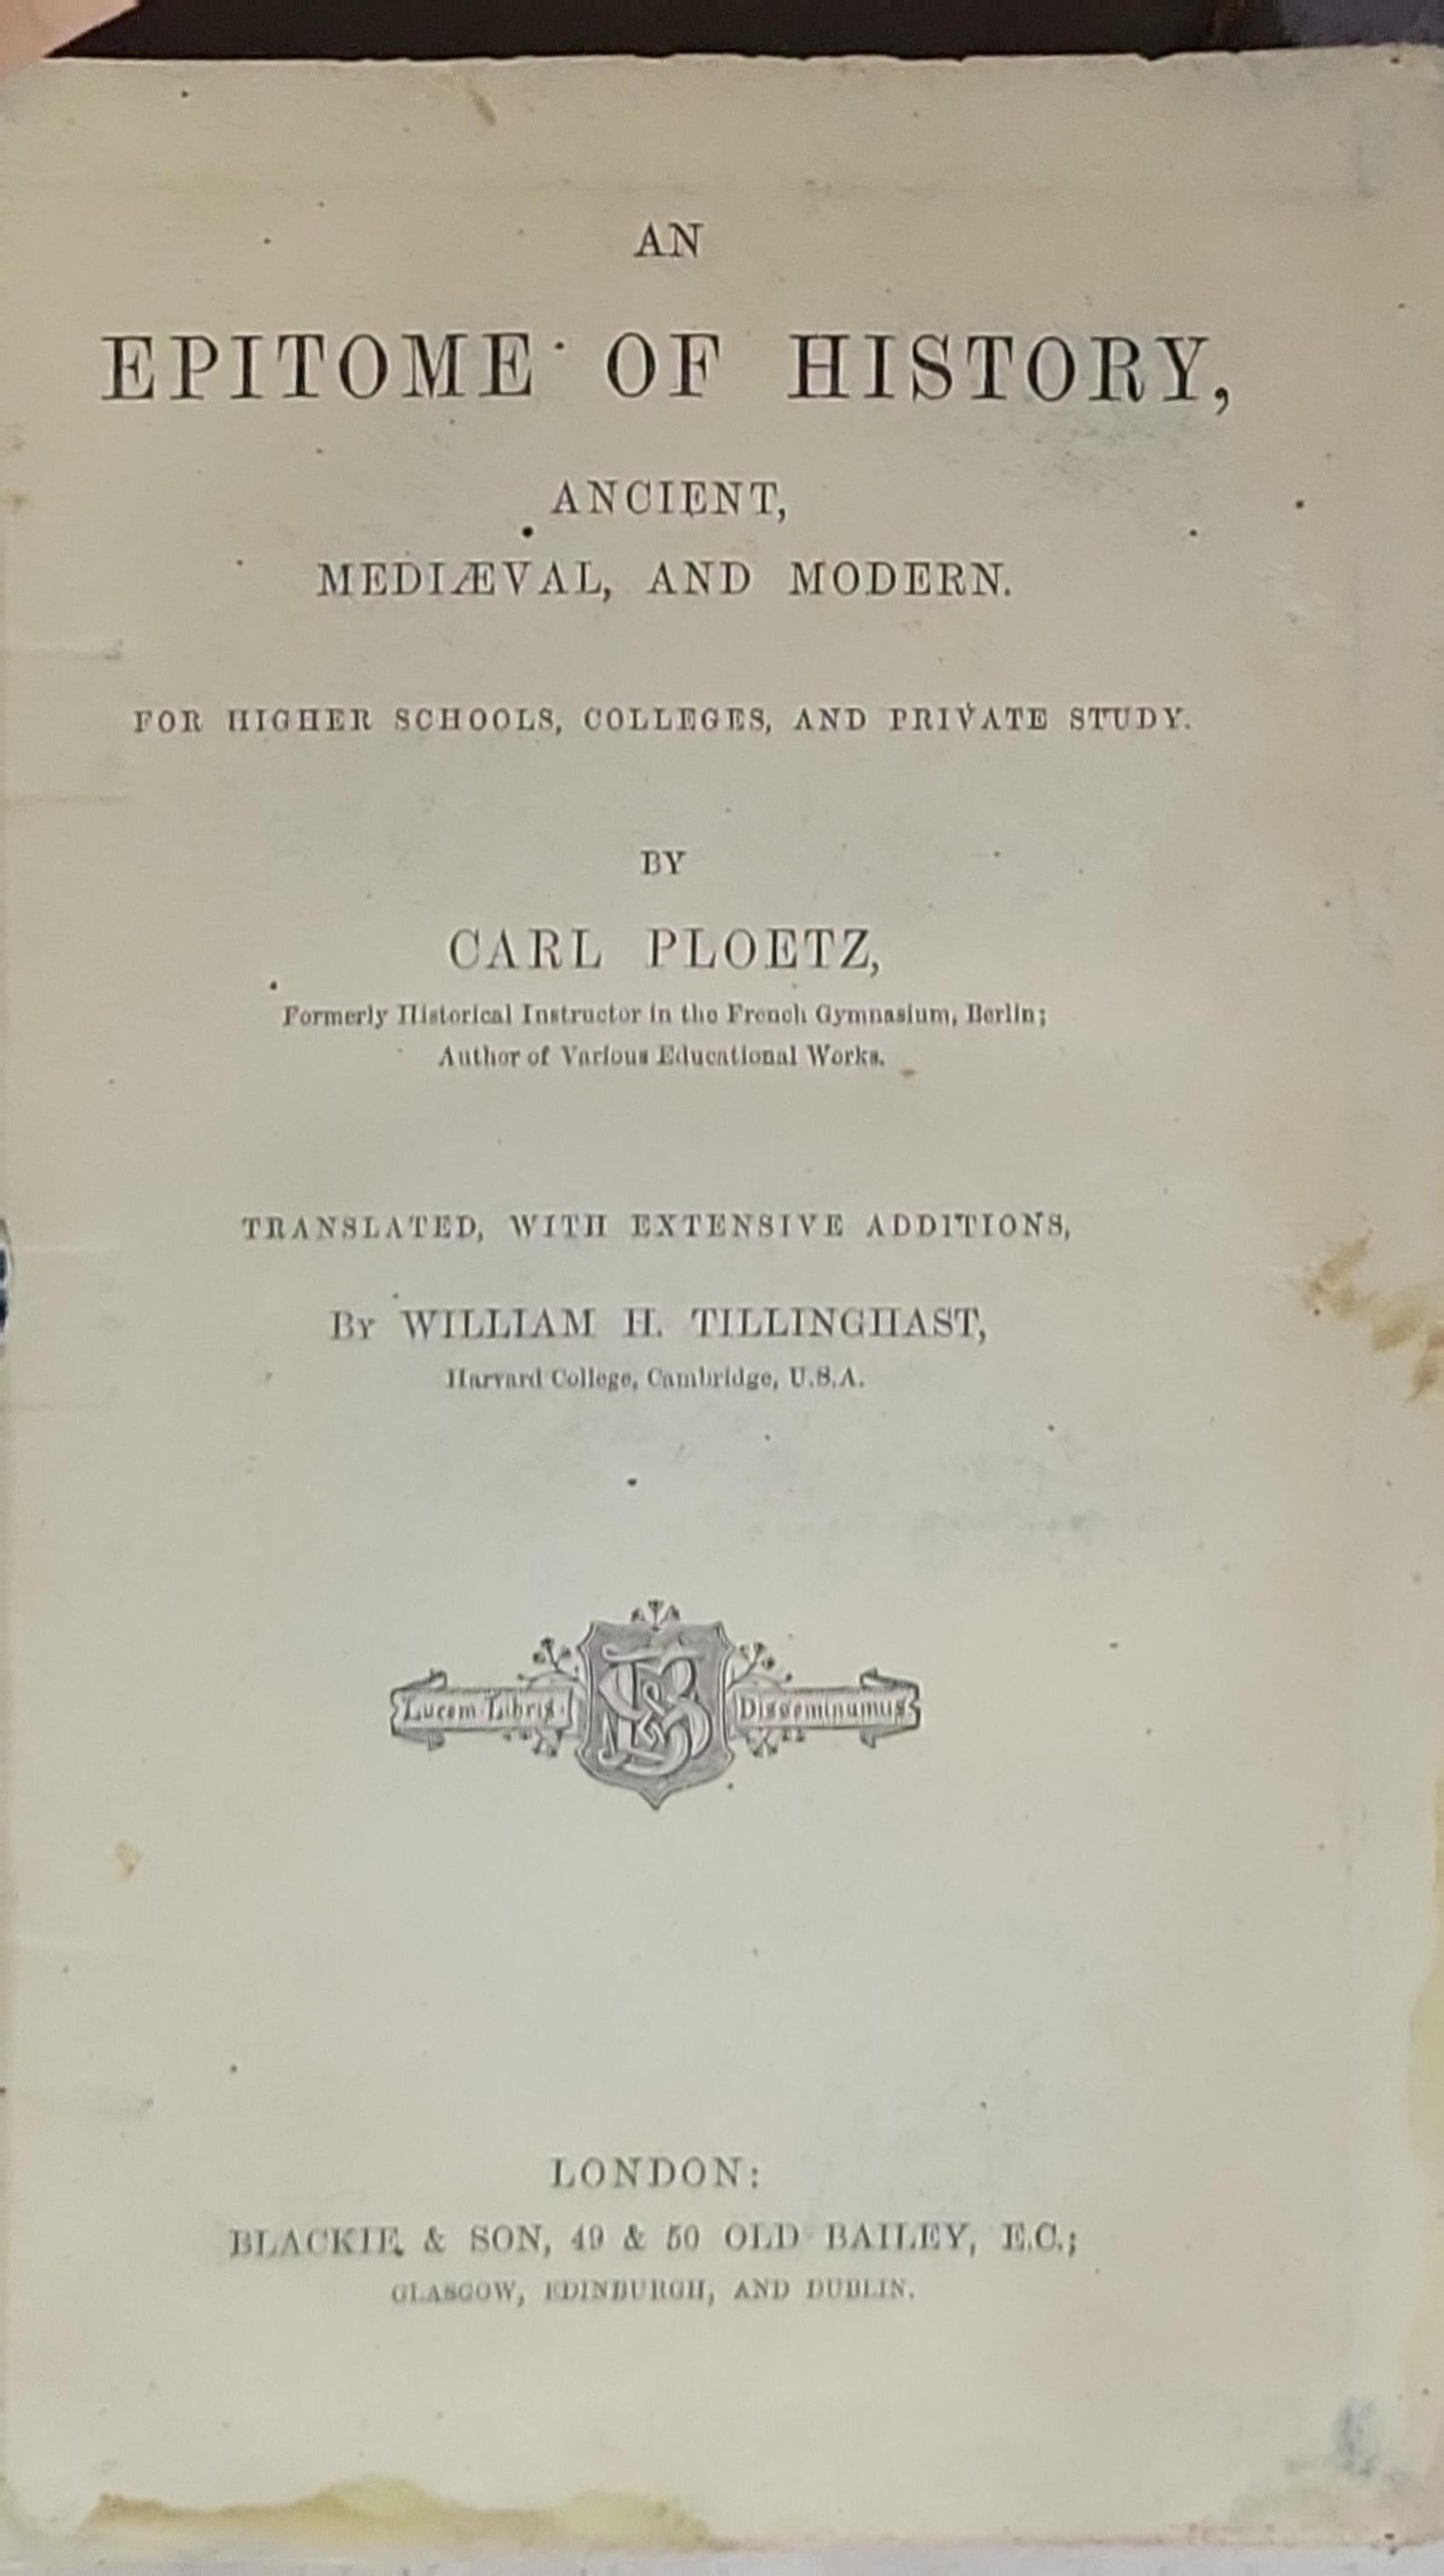 AN
EPITOME OF HISTORY,
ANCIENT,
MEDIÆVAL, AND MODERN.
FOR HIGHER SCHOOLS, COLLEGES, AND PRIVATE STUDY.
BY
CARL PLOETZ,
Formerly Historical Instructor in the French Gymnasium, Berlin;
Author of Various Educational Works.
TRANSLATED, WITH EXTENSIVE ADDITIONS,
BY WILLIAM H. TILLINGHAST,
Harvard College, Cambridge, U.S.A.
Lucem Libris Disseminamus
LONDON:
BLACKIE & SON, 49 & 50 OLD BAILEY, E.C.;
GLASGOW, EDINBURGH, AND DUBLIN.